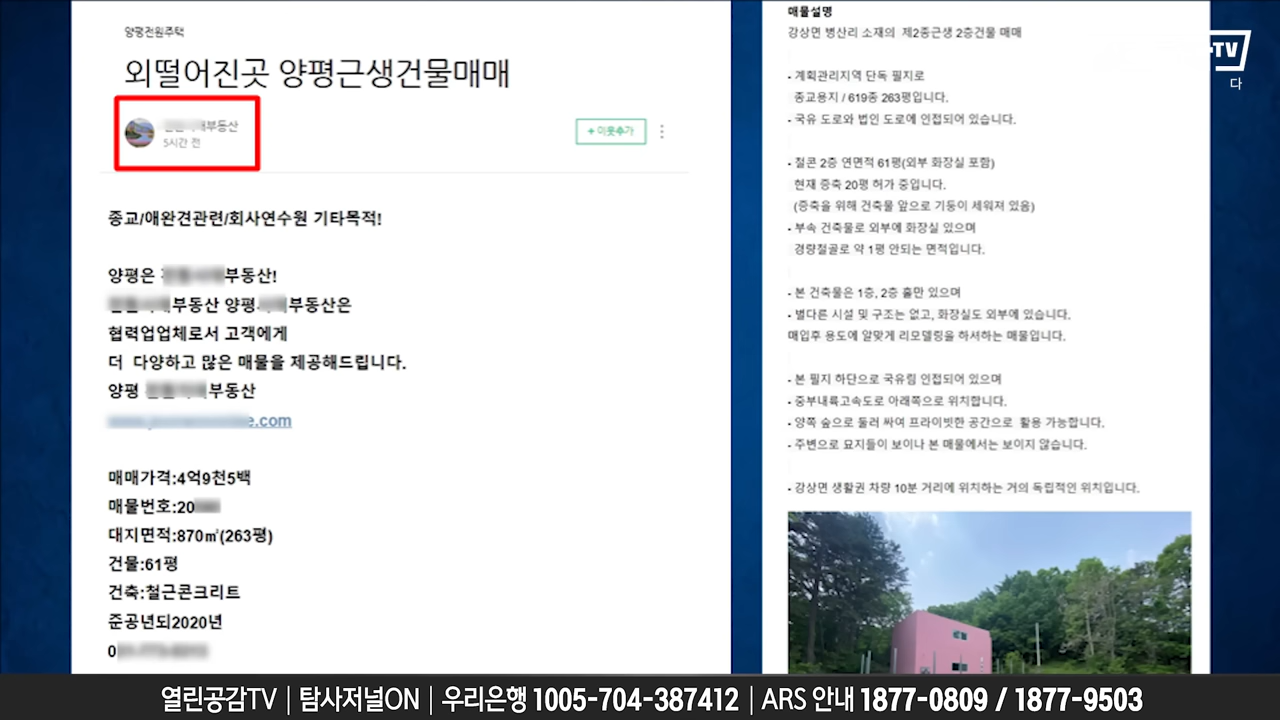 양평전원주택
외떨어진곳 양평근생건물매매
부동산
5시간 전
+이웃추가
종교/애완견관련/회사연수원 기타목적!
양평은 부동산!
부동산 양평 부동산은
협력업업체로서 고객에게
더 다양하고 많은 매물을 제공해드립니다.
양평 부동산
e.com
매매가격:4억9천5백
매물번호:20
대지면적:870㎡(263평)
건물:61평
건축:철근콘크리트
준공년되2020년
0
매물설명
강상면 병산리 소재의 제2종근생 2층건물 매매
- 계획관리지역 단독 필지로
종교용지 / 619종 263평입니다.
- 국유 도로와 법인 도로에 인접되어 있습니다.
- 철콘 2층 연면적 61평(외부 화장실 포함)
현재 증축 20평 허가 중입니다.
(증축을 위해 건축물 앞으로 기둥이 세워져 있음)
- 부속 건축물로 외부에 화장실 있으며
경량철골로 약 1평 안되는 면적입니다.
- 본 건축물은 1층, 2층 홀만 있으며
- 별다른 시설 및 구조는 없고, 화장실도 외부에 있습니다.
매입후 용도에 알맞게 리모델링을 하셔하는 매물입니다.
- 본 필지 하단으로 국유림 인접되어 있으며
- 중부내륙고속도로 아래쪽으로 위치합니다.
- 양쪽 숲으로 둘러 싸여 프라이빗한 공간으로 활용 가능합니다.
- 주변으로 묘지들이 보이나 본 매물에서는 보이지 않습니다.
- 강상면 생활권 차량 10분 거리에 위치하는 거의 독립적인 위치입니다.
TV
다
열린공감TV | 탐사저널ON | 우리은행 1005-704-387412 | ARS 안내 1877-0809 / 1877-9503